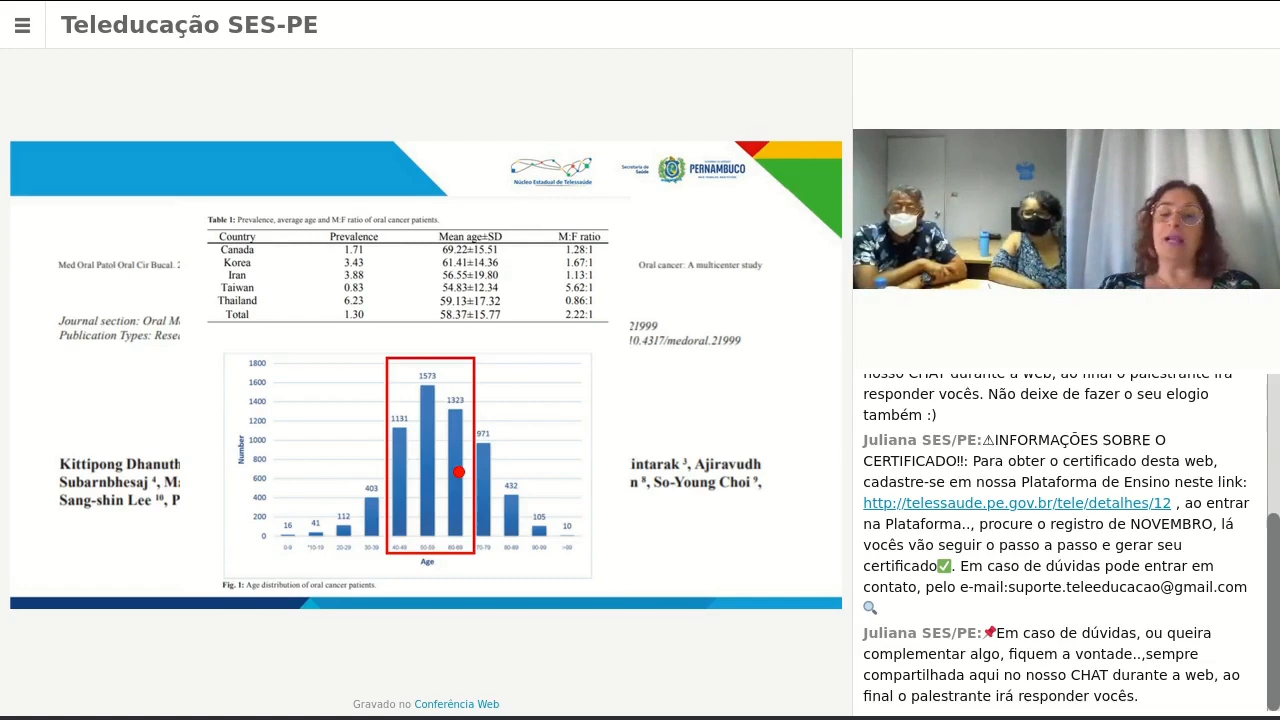 Teleducação SES-PE
Núcleo Estadual de Telessaúde
Secretaria de
Saúde
PERNAMBUCO
Table 1: Prevalence, average age and M:F ratio of oral cancer patients.
Country Prevalence Mean age±SD M:F ratio
Canada 1.71 69.22±15.51 1.28:1
Korea 3.43 61.41±14.36 1.67:1
Iran 3.88 56.55±19.80 1.13:1
Taiwan 0.83 54.83±12.34 5.62:1
Thailand 6.23 59.13±17.32 0.86:1
Total 1.30 58.37±15.77 2.22:1
Med Oral Patol Oral Cir Bucal. 2
Oral cancer: A multicenter study
Journal section: Oral M
21999
Publication Types: Rese
10.4317/medoral.21999
Kittipong Dhanuth
intarak ³, Ajiravudh
Subarnbhesaj ⁴, M
n ⁸, So-Young Choi ⁹,
Sang-shin Lee ¹⁰, P
1800
1600
1400
1200
1000
800
600
400
200
0
Number
16 41 112 403 1131 1573 1323 971 432 105 10
0-9 *10-19 20-29 30-39 40-49 50-59 60-69 70-79 80-89 90-99 >99
Age
Fig. 1: Age distribution of oral cancer patients.
Gravado no Conferência Web
nosso CHAT durante a web, ao final o palestrante irá
responder vocês. Não deixe de fazer o seu elogio
também :)
Juliana SES/PE:⚠INFORMAÇÕES SOBRE O
CERTIFICADO‼: Para obter o certificado desta web,
cadastre-se em nossa Plataforma de Ensino neste link:
http://telessaude.pe.gov.br/tele/detalhes/12 , ao entrar
na Plataforma.., procure o registro de NOVEMBRO, lá
vocês vão seguir o passo a passo e gerar seu
certificado✅. Em caso de dúvidas pode entrar em
contato, pelo e-mail:suporte.teleeducacao@gmail.com
🔍
Juliana SES/PE:📌Em caso de dúvidas, ou queira
complementar algo, fiquem a vontade..,sempre
compartilhada aqui no nosso CHAT durante a web, ao
final o palestrante irá responder vocês.